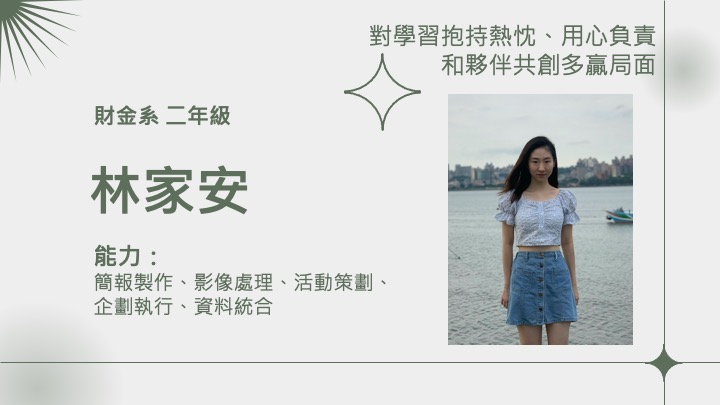 對學習抱持熱忱、用心負責
和夥伴共創多贏局面
財金系 二年級
林家安
能力：
簡報製作、影像處理、活動策劃、
企劃執行、資料統合